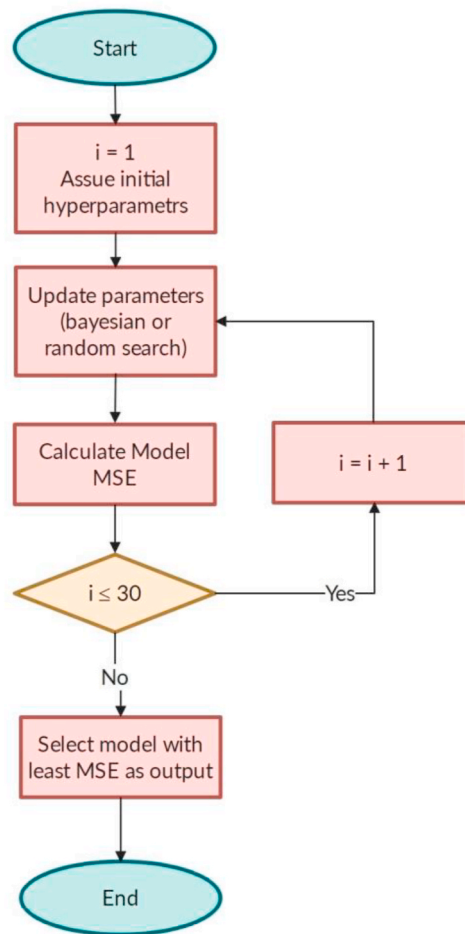 Start
i = 1
Assue initial
hyperparametrs
Update parameters
(bayesian or
random search)
Calculate Model
MSE
i = i + 1
i ≤ 30
Yes
No
Select model with
least MSE as output
End